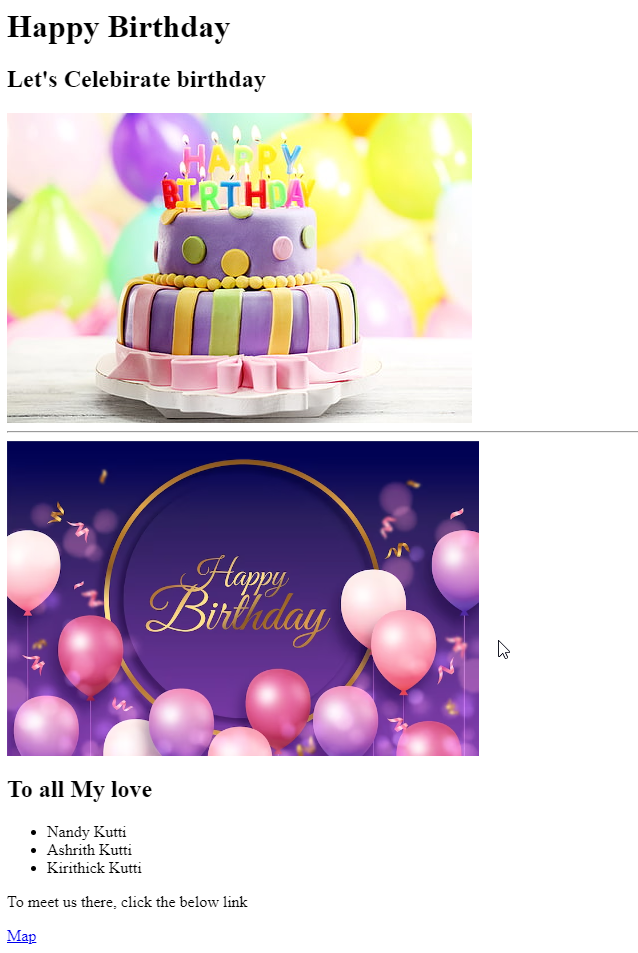 Happy Birthday
Let's Celebirate birthday
HAPPY
BIRTHDAY
Happy
Birthday
To all My love
Nandy Kutti
Ashrith Kutti
Kirithick Kutti
To meet us there, click the below link
Map